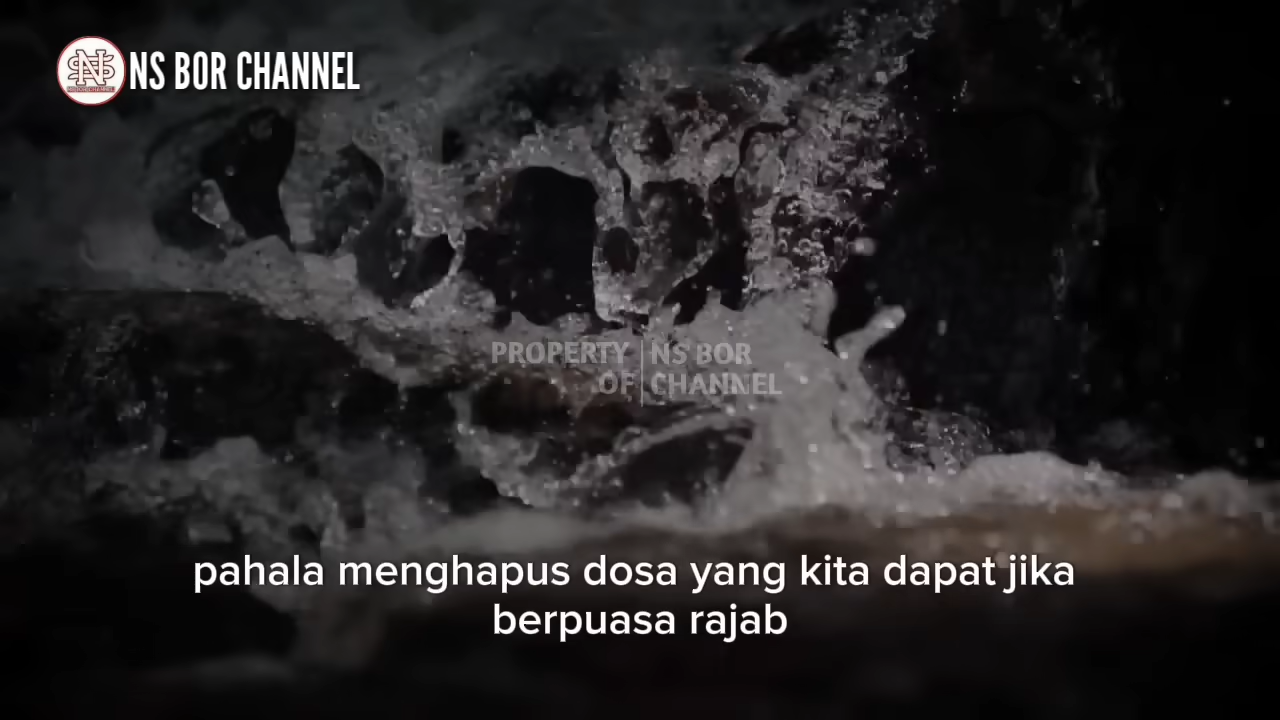 NS BOR CHANNEL
PROPERTY OF
NS BOR CHANNEL
pahala menghapus dosa yang kita dapat jika
berpuasa rajab